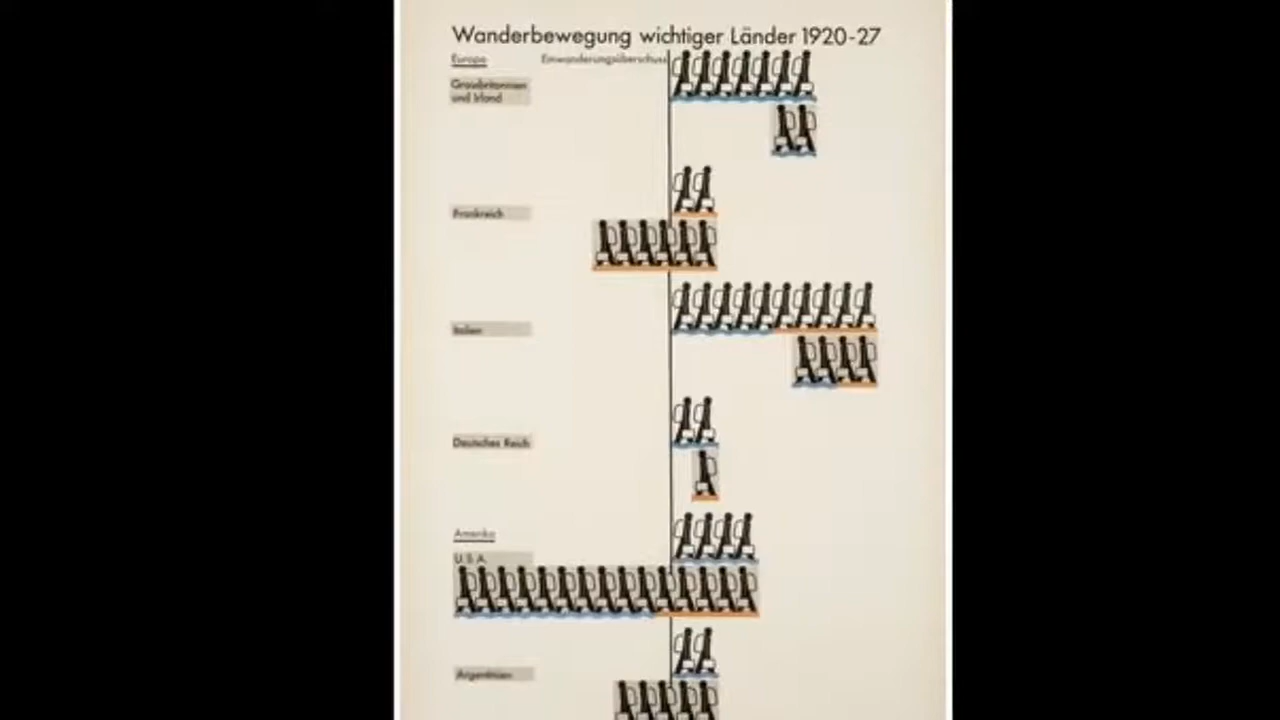 Wanderbewegung wichtiger Länder 1920-27
Europa
Einwanderungsüberschuss
Grossbritannien
und Irland
Frankreich
Italien
Deutsches Reich
Amerika
U.S.A.
Argentinien